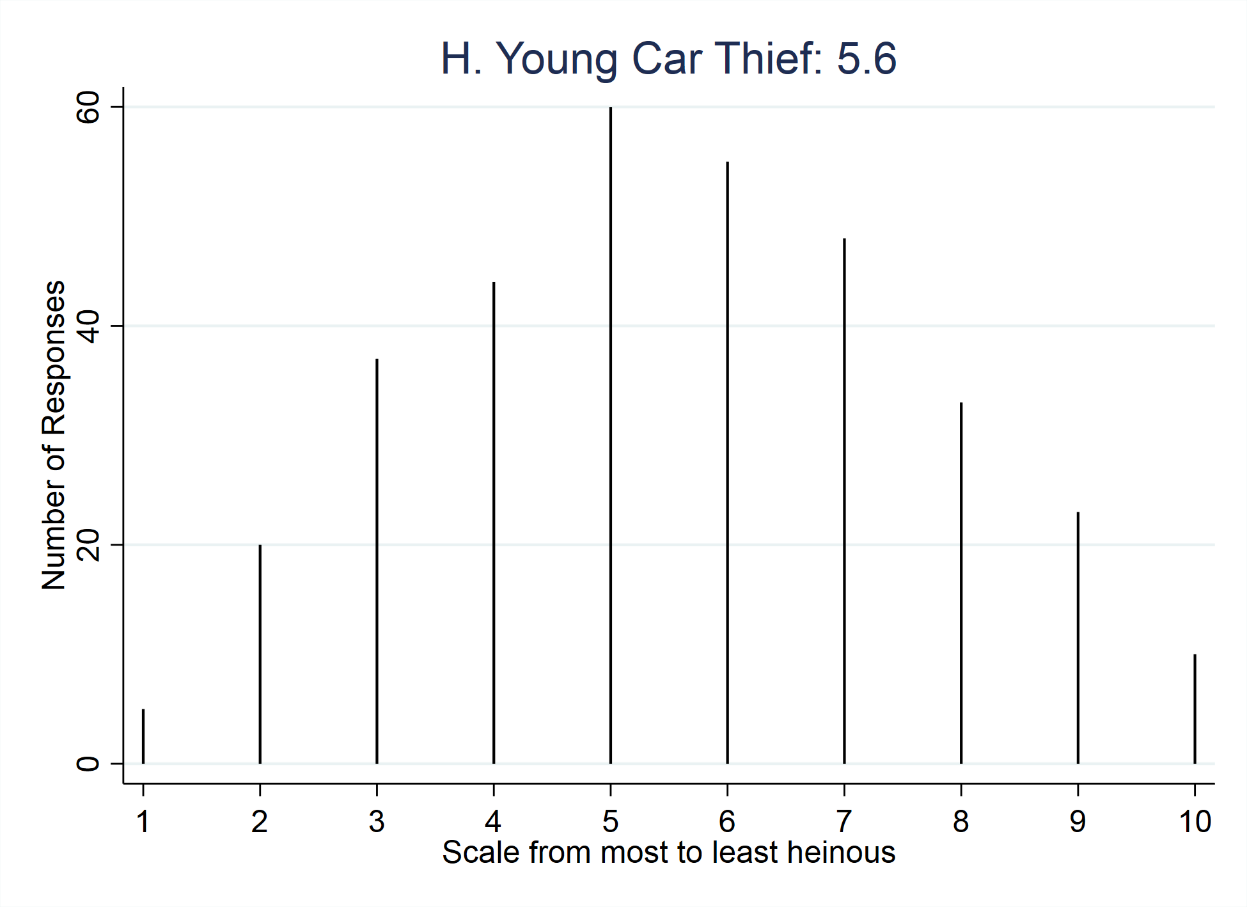 H. Young Car Thief: 5.6
Number of Responses
60
40
20
0
1 2 3 4 5 6 7 8 9 10
Scale from most to least heinous